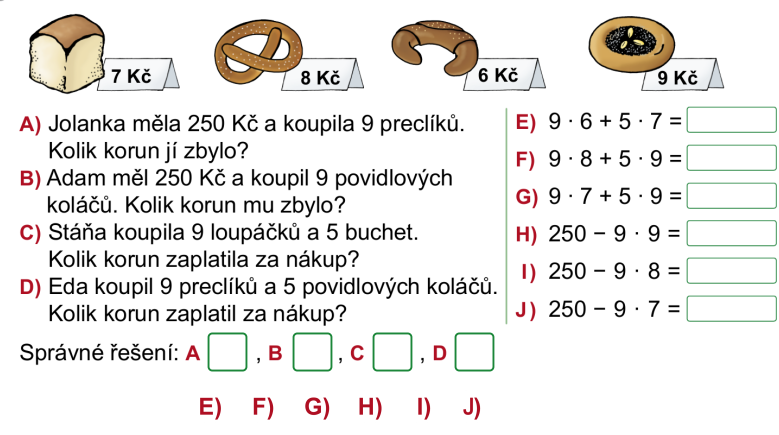 7 Kč
8 Kč
6 Kč
9 Kč
A) Jolanka měla 250 Kč a koupila 9 preclíků.
Kolik korun jí zbylo?
B) Adam měl 250 Kč a koupil 9 povidlových
koláčů. Kolik korun mu zbylo?
C) Stáňa koupila 9 loupáčků a 5 buchet.
Kolik korun zaplatila za nákup?
D) Eda koupil 9 preclíků a 5 povidlových koláčů.
Kolik korun zaplatil za nákup?
E) 9 · 6 + 5 · 7 =
F) 9 · 8 + 5 · 9 =
G) 9 · 7 + 5 · 9 =
H) 250 − 9 · 9 =
I) 250 − 9 · 8 =
J) 250 − 9 · 7 =
Správné řešení: A , B , C , D
E) F) G) H) I) J)